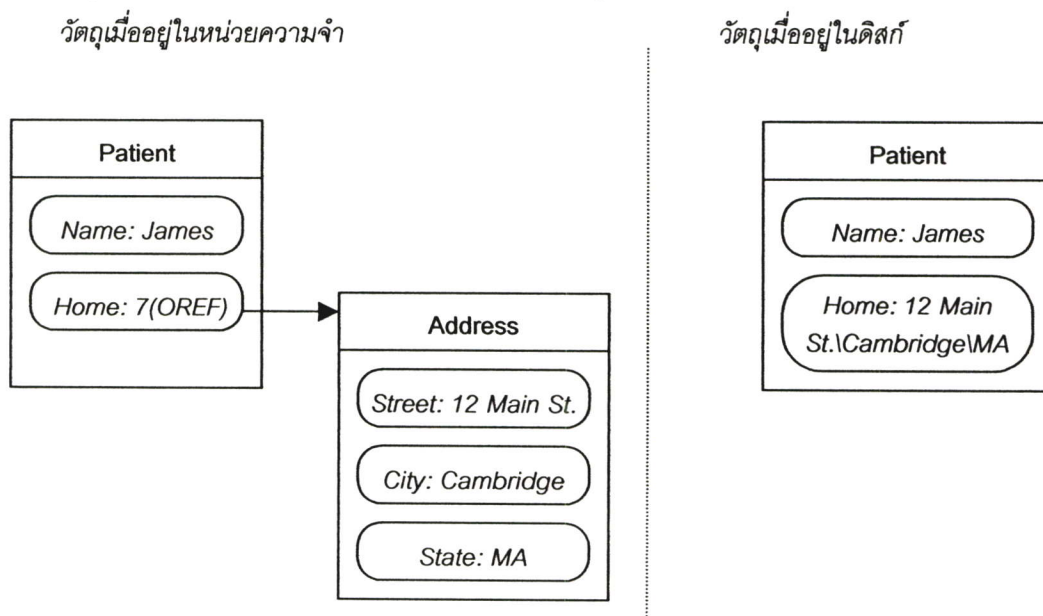 วัตถุเมื่ออยู่ในหน่วยความจำ
วัตถุเมื่ออยู่ในดิสก์
Patient
Name: James
Home: 7(OREF)
Address
Street: 12 Main St.
City: Cambridge
State: MA
Patient
Name: James
Home: 12 Main
St.\Cambridge\MA